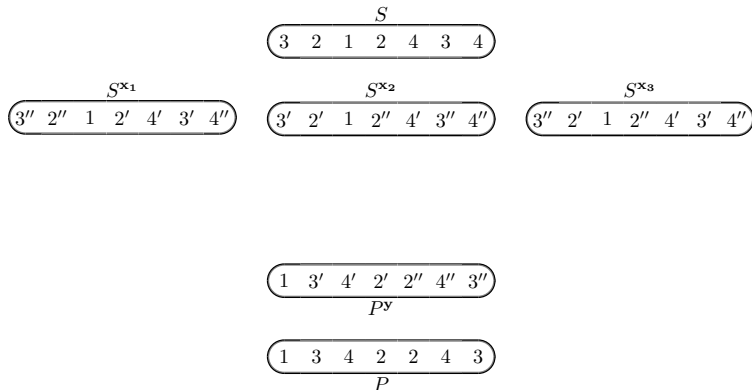 S
3 2 1 2 4 3 4
S^x₁ S^x₂ S^x₃
3″ 2″ 1 2′ 4′ 3′ 4″ 3′ 2′ 1 2″ 4′ 3″ 4″ 3″ 2′ 1 2″ 4′ 3′ 4″
1 3′ 4′ 2′ 2″ 4″ 3″
P^y
1 3 4 2 2 4 3
P